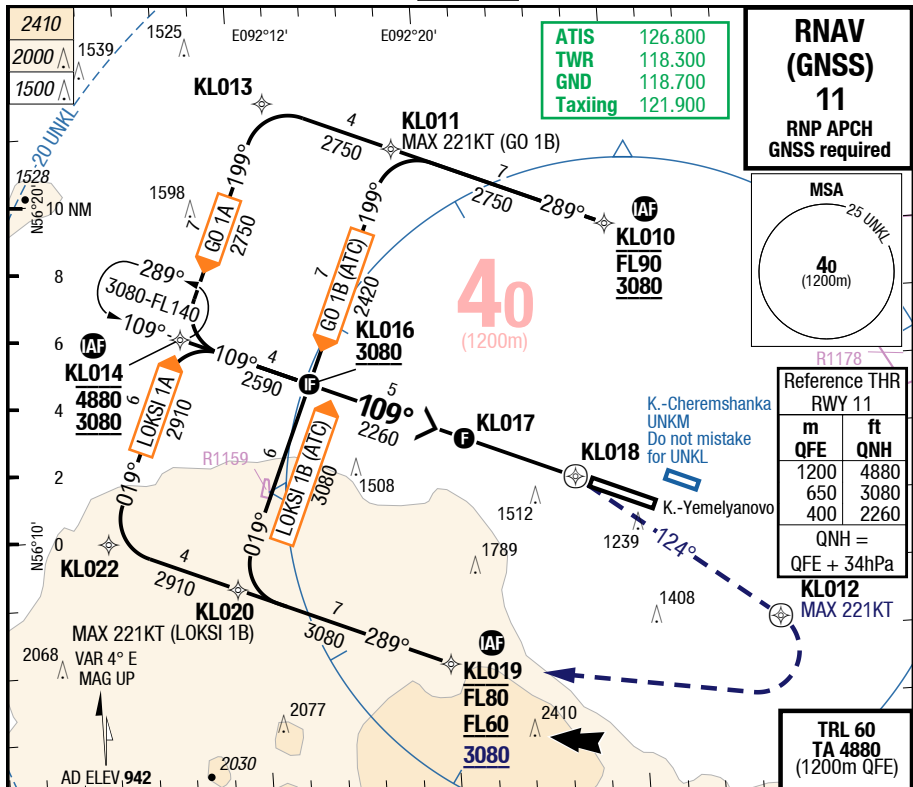 2410
2000
1500
1539
1525
E092°12'
E092°20'
ATIS 126.800
TWR 118.300
GND 118.700
Taxiing 121.900
RNAV
(GNSS)
11
RNP APCH
GNSS required
20 UNKL
1528
N56°20'
10 NM
8
6
4
2
0
N56°10'
KL013
4
2750
KL011
MAX 221KT (GO 1B)
7
2750
289°
IAF
KL010
FL90
3080
MSA
25 UNKL
40
(1200m)
1598
199°
GO 1A
7
2750
199°
GO 1B (ATC)
7
2420
40
(1200m)
289°
3080-FL140
109°
IAF
KL014
4880
3080
109°
4
2590
KL016
3080
IF
5
109°
2260
F
KL017
KL018
K.-Cheremshanka
UNKM
Do not mistake
for UNKL
K.-Yemelyanovo
R1178
Reference THR
RWY 11
m ft
QFE QNH
1200 4880
650 3080
400 2260
QNH =
QFE + 34hPa
6
LOKSI 1A
2910
019°
R1159
6
LOKSI 1B (ATC)
3080
019°
1508
1512
1239
1789
1408
124°
KL012
MAX 221KT
KL022
4
2910
KL020
MAX 221KT (LOKSI 1B)
7
3080
289°
IAF
KL019
FL80
FL60
3080
2068
VAR 4° E
MAG UP
2077
2410
2030
AD ELEV 942
TRL 60
TA 4880
(1200m QFE)